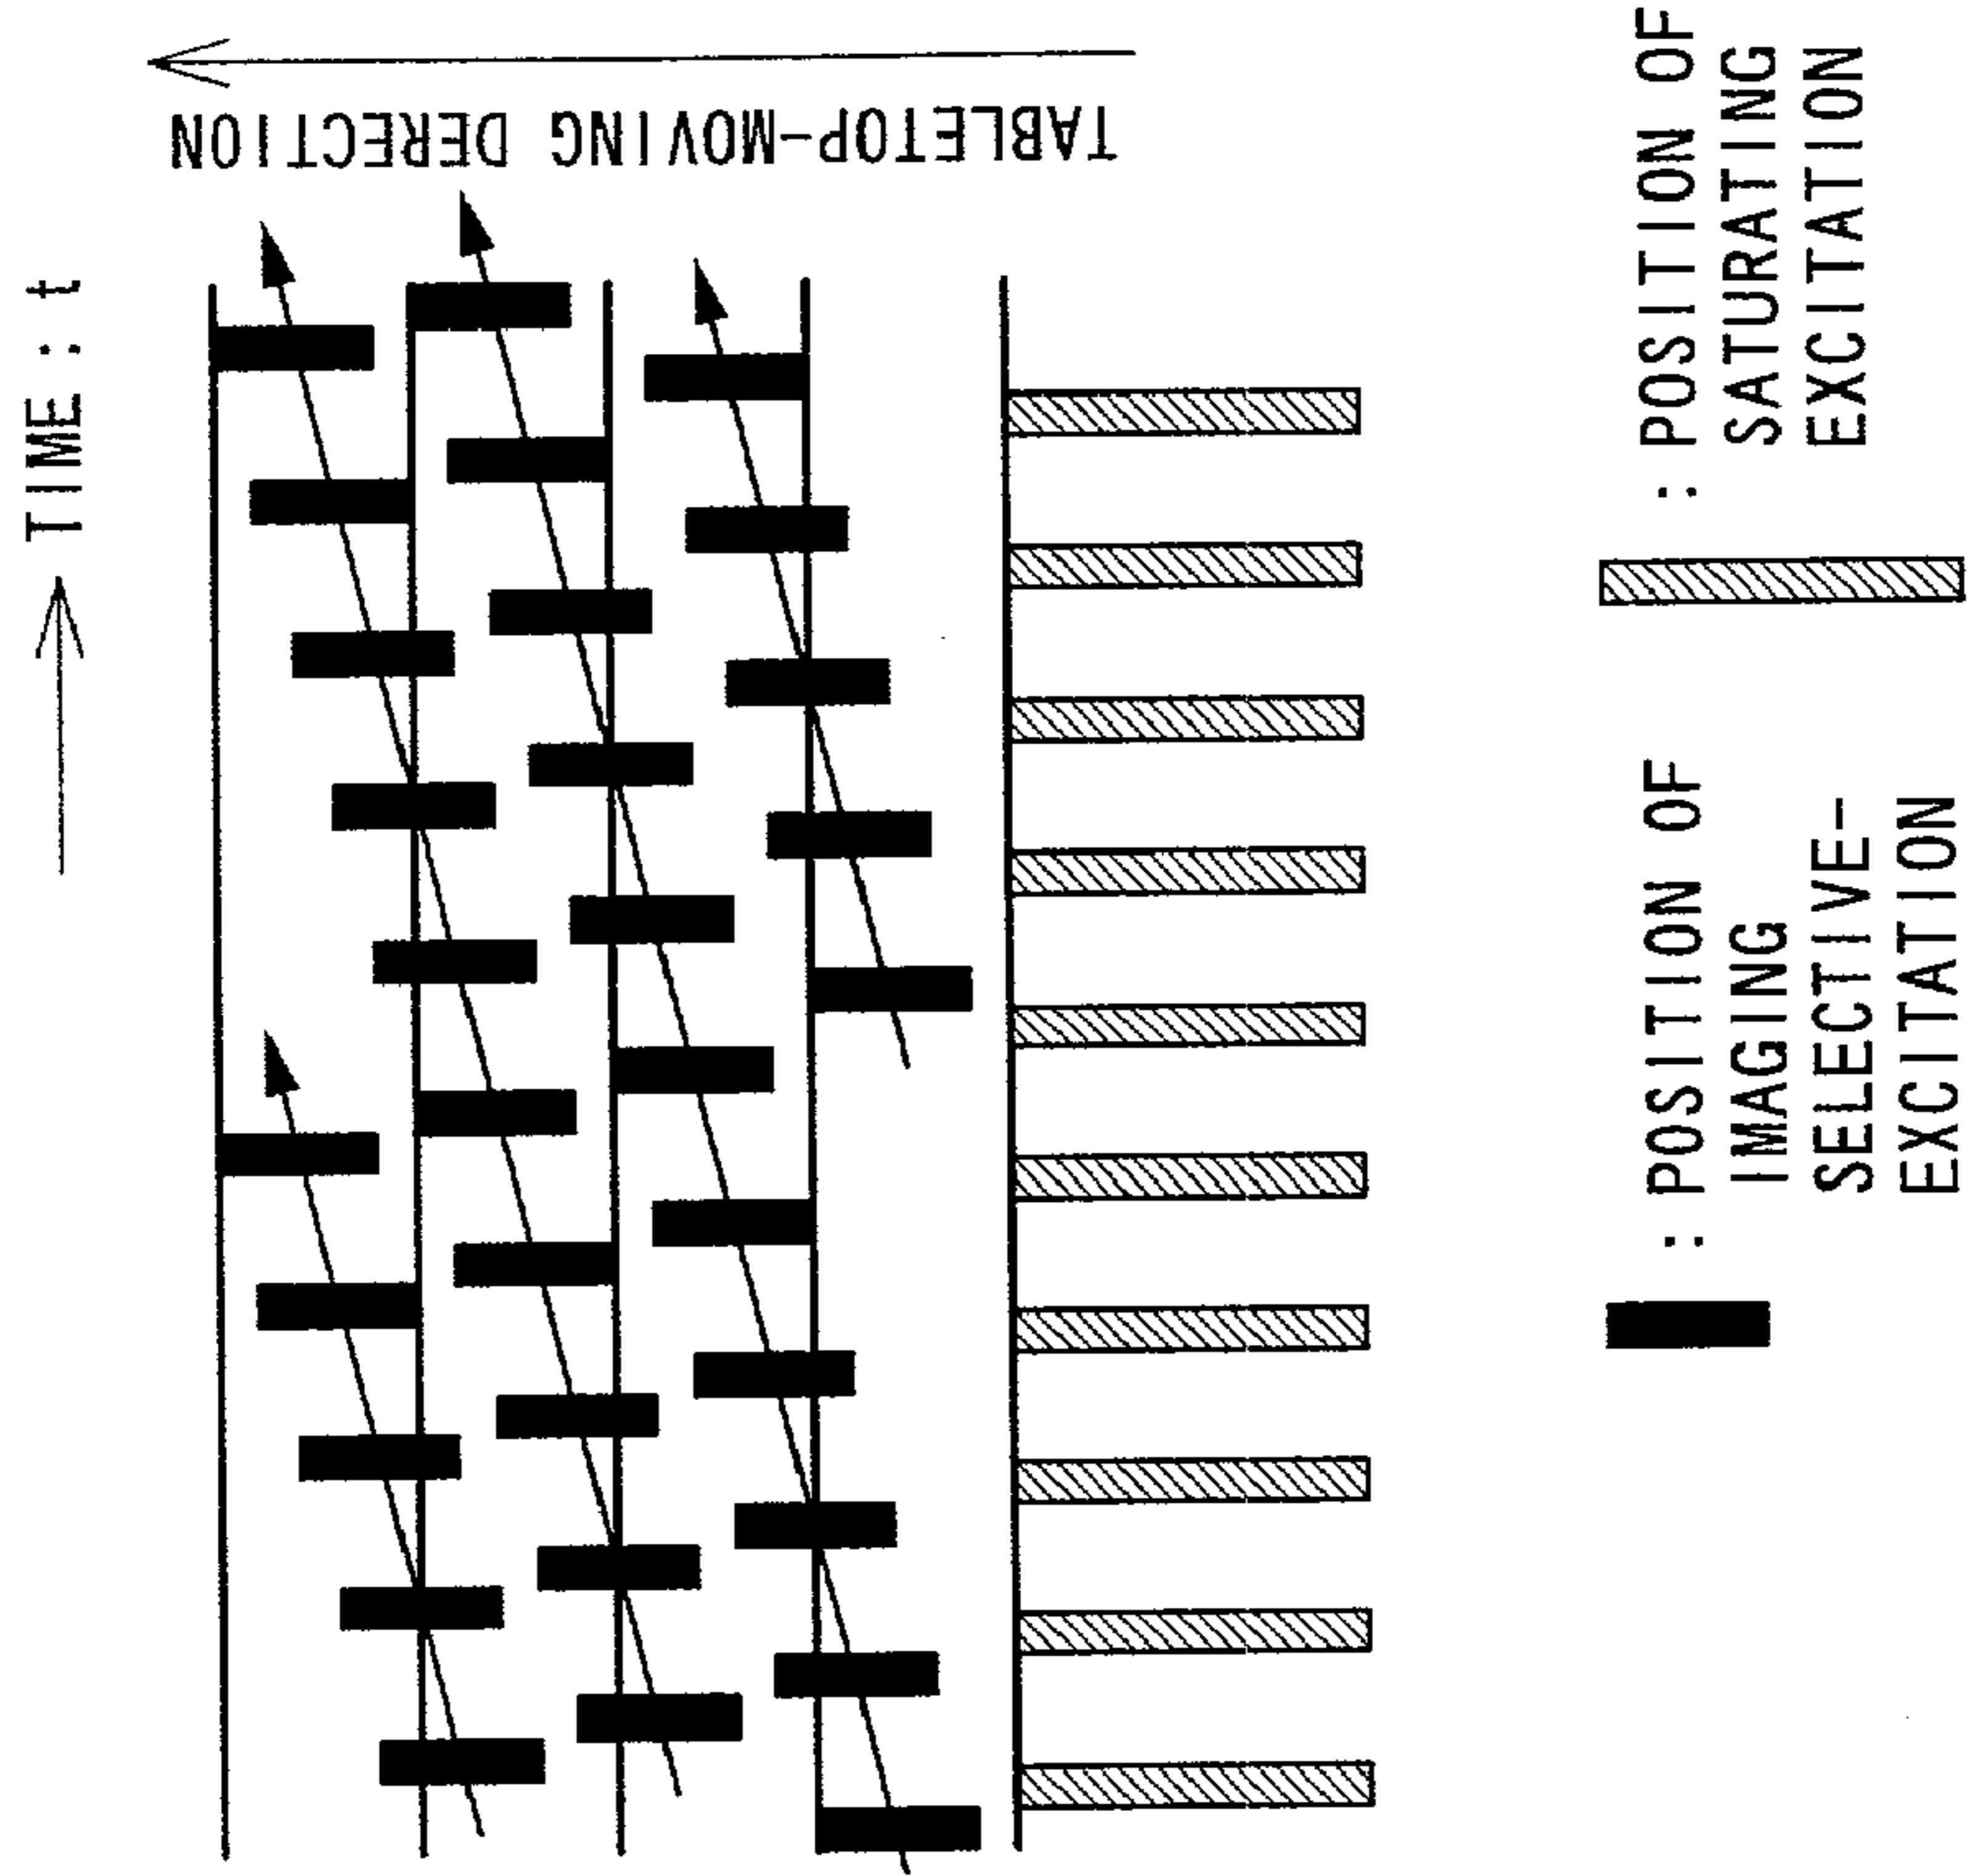 TIME : t
TABLETOP-MOVING DERECTION
: POSITION OF
IMAGING
SELECTIVE-
EXCITATION
: POSITION OF
SATURATING
EXCITATION